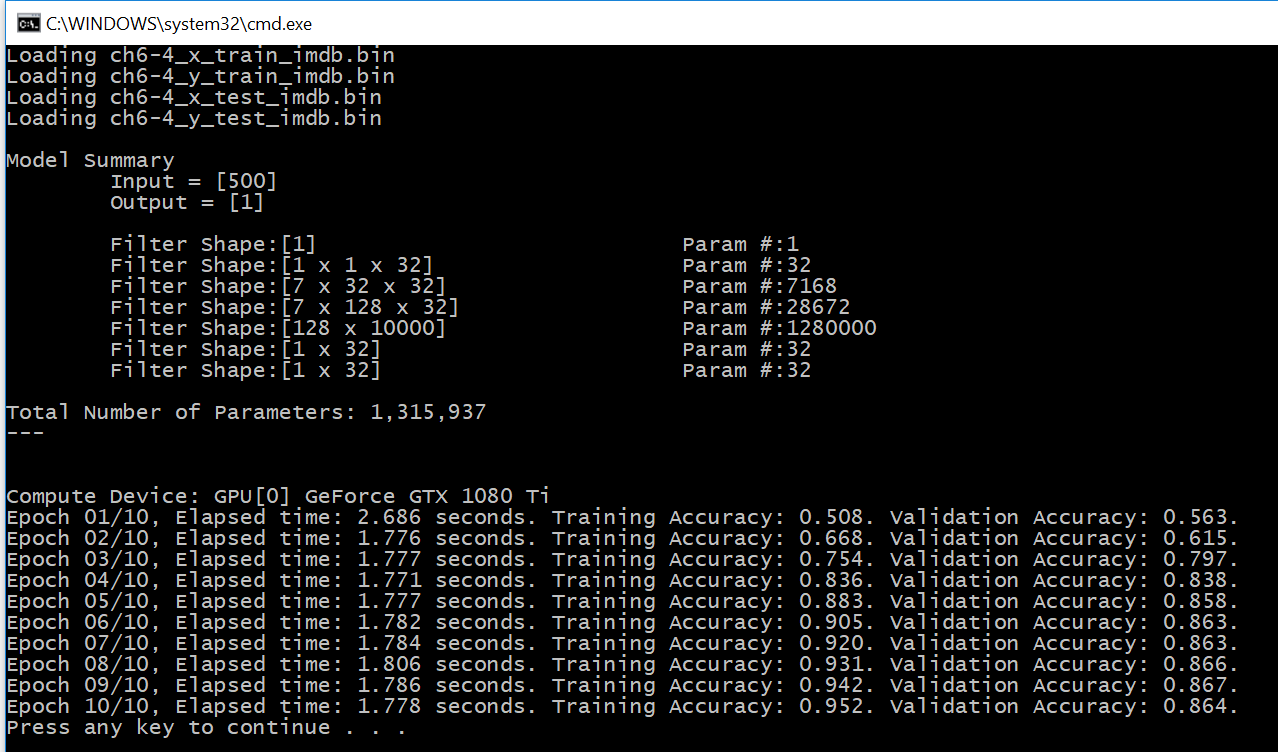 C:\WINDOWS\system32\cmd.exe
Loading ch6-4_x_train_imdb.bin
Loading ch6-4_y_train_imdb.bin
Loading ch6-4_x_test_imdb.bin
Loading ch6-4_y_test_imdb.bin
Model Summary
Input = [500]
Output = [1]
Filter Shape:[1] Param #:1
Filter Shape:[1 x 1 x 32] Param #:32
Filter Shape:[7 x 32 x 32] Param #:7168
Filter Shape:[7 x 128 x 32] Param #:28672
Filter Shape:[128 x 10000] Param #:1280000
Filter Shape:[1 x 32] Param #:32
Filter Shape:[1 x 32] Param #:32
Total Number of Parameters: 1,315,937
---
Compute Device: GPU[0] GeForce GTX 1080 Ti
Epoch 01/10, Elapsed time: 2.686 seconds. Training Accuracy: 0.508. Validation Accuracy: 0.563.
Epoch 02/10, Elapsed time: 1.776 seconds. Training Accuracy: 0.668. Validation Accuracy: 0.615.
Epoch 03/10, Elapsed time: 1.777 seconds. Training Accuracy: 0.754. Validation Accuracy: 0.797.
Epoch 04/10, Elapsed time: 1.771 seconds. Training Accuracy: 0.836. Validation Accuracy: 0.838.
Epoch 05/10, Elapsed time: 1.777 seconds. Training Accuracy: 0.883. Validation Accuracy: 0.858.
Epoch 06/10, Elapsed time: 1.782 seconds. Training Accuracy: 0.905. Validation Accuracy: 0.863.
Epoch 07/10, Elapsed time: 1.784 seconds. Training Accuracy: 0.920. Validation Accuracy: 0.863.
Epoch 08/10, Elapsed time: 1.806 seconds. Training Accuracy: 0.931. Validation Accuracy: 0.866.
Epoch 09/10, Elapsed time: 1.786 seconds. Training Accuracy: 0.942. Validation Accuracy: 0.867.
Epoch 10/10, Elapsed time: 1.778 seconds. Training Accuracy: 0.952. Validation Accuracy: 0.864.
Press any key to continue . . .